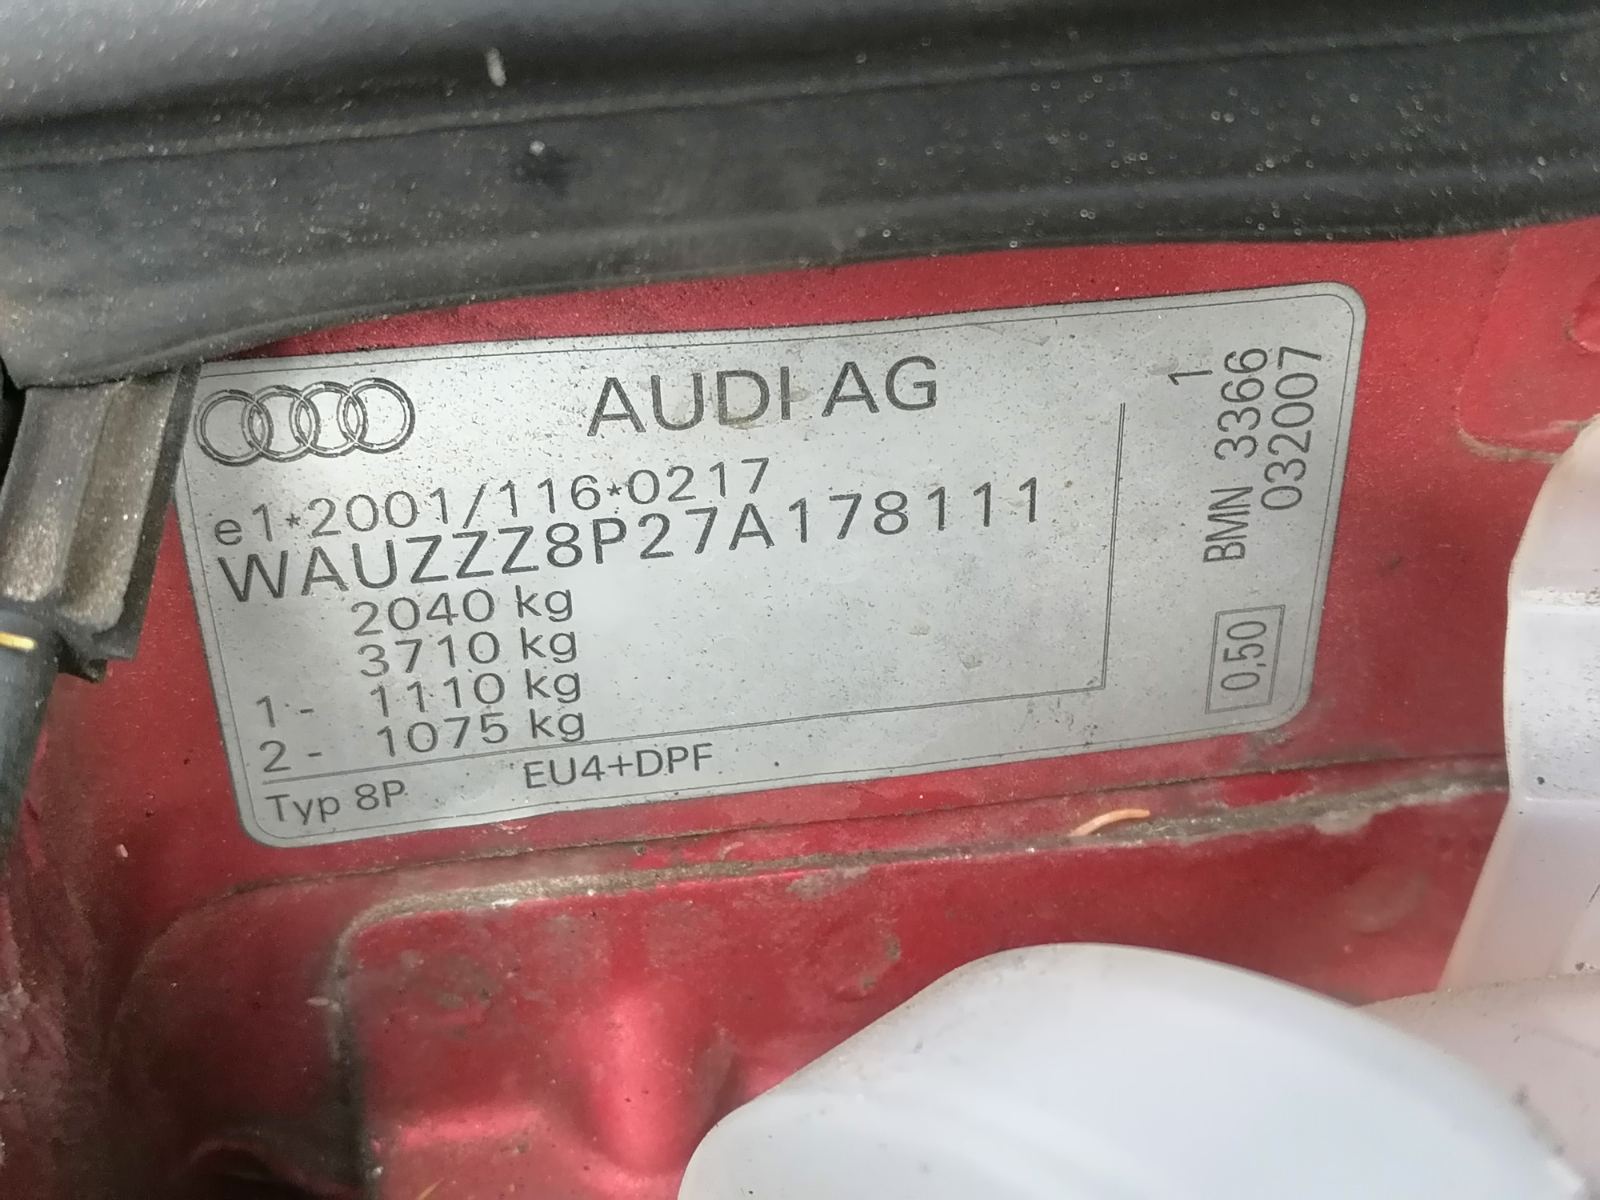 AUDI AG
e1*2001/116*0217
WAUZZZ8P27A178111
2040 kg
3710 kg
1 - 1110 kg
2 - 1075 kg
Typ 8P EU4+DPF
1
BMN 3366
032007
0,50